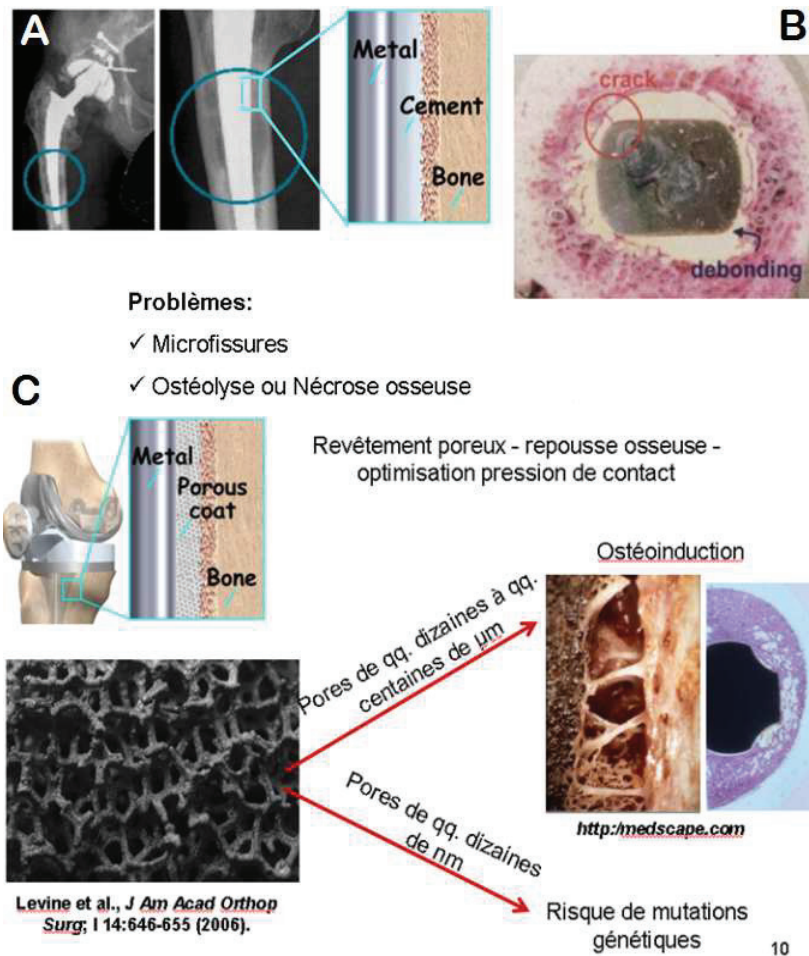 A
Metal
Cement
Bone
B
crack
debonding
Problèmes:
✓ Microfissures
✓ Ostéolyse ou Nécrose osseuse
C
Metal
Porous
coat
Bone
Revêtement poreux - repousse osseuse -
optimisation pression de contact
Ostéoinduction
Pores de qq. dizaines à qq.
centaines de µm
Pores de qq. dizaines
de nm
http:/medscape.com
Levine et al., J Am Acad Orthop
Surg; I 14:646-655 (2006).
Risque de mutations
génétiques
10